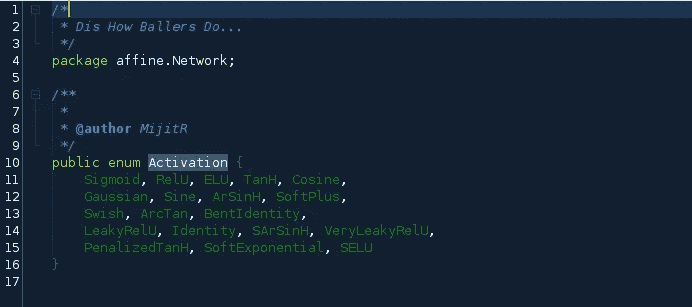 1 /*
2  * Dis How Ballers Do...
3  */
4 package affine.Network;
5
6 /**
7  *
8  * @author MijitR
9  */
10 public enum Activation {
11     Sigmoid, RelU, ELU, TanH, Cosine,
12     Gaussian, Sine, ArSinH, SoftPlus,
13     Swish, ArcTan, BentIdentity,
14     LeakyRelU, Identity, SArSinH, VeryLeakyRelU,
15     PenalizedTanH, SoftExponential, SELU
16 }
17